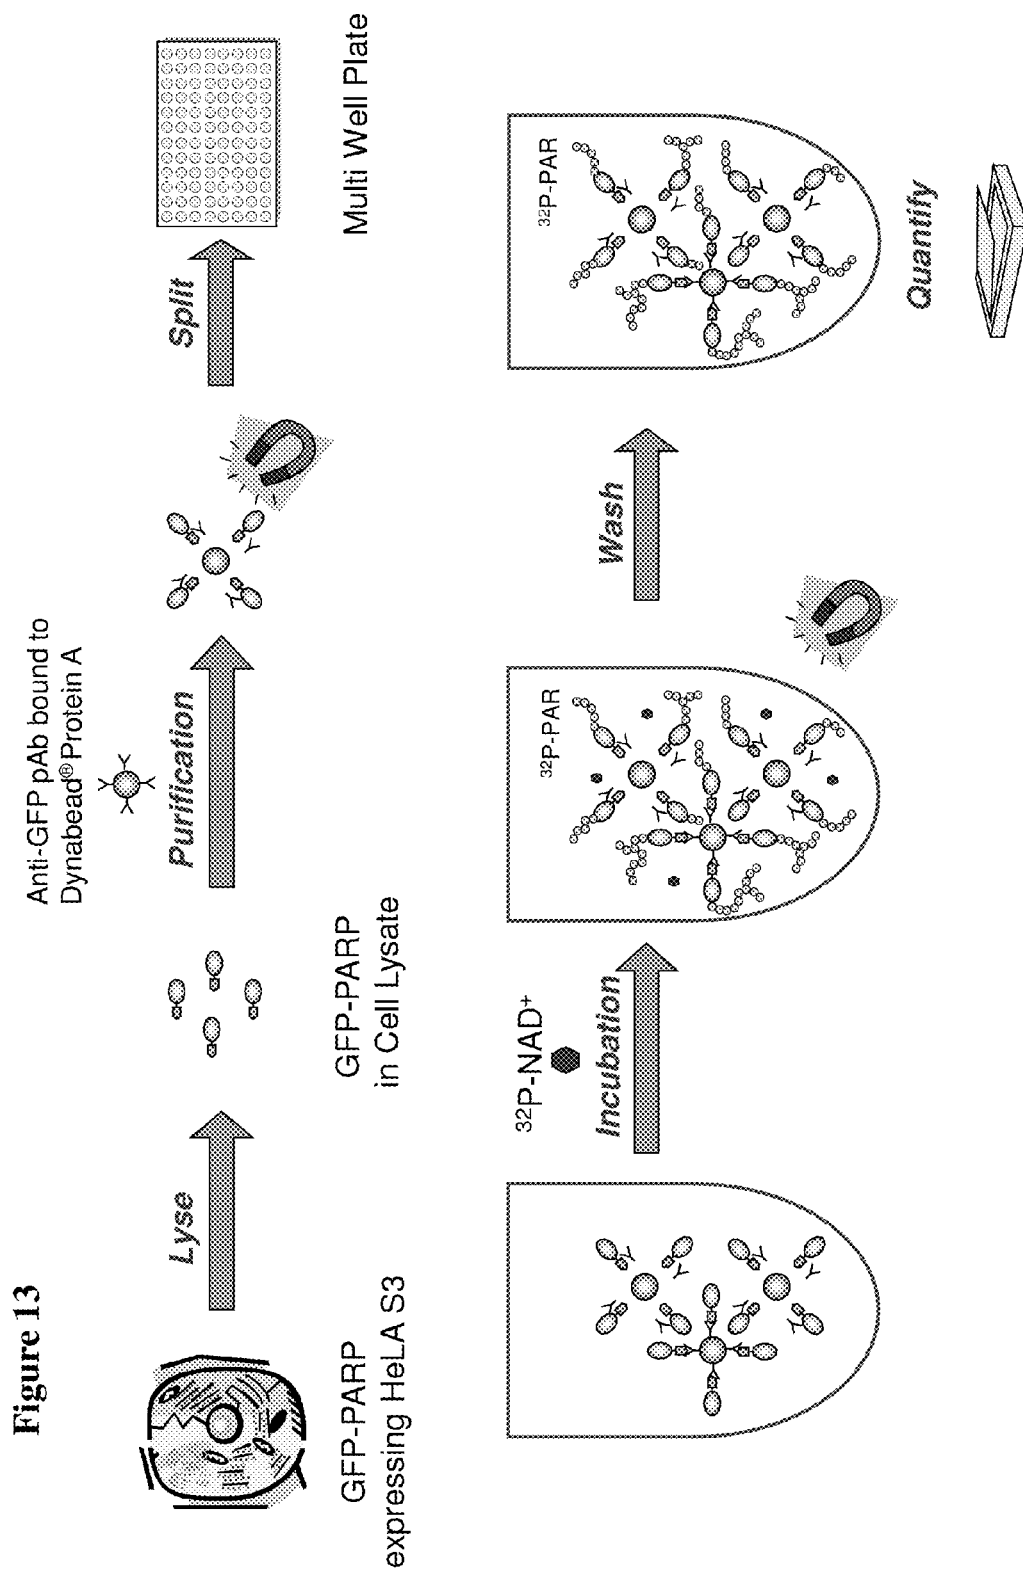 Figure 13
GFP-PARP
expressing HeLA S3
Lyse
GFP-PARP
in Cell Lysate
Anti-GFP pAb bound to
Dynabead® Protein A
Purification
Split
Multi Well Plate
³²P-NAD⁺
Incubation
³²P-PAR
Wash
³²P-PAR
Quantify